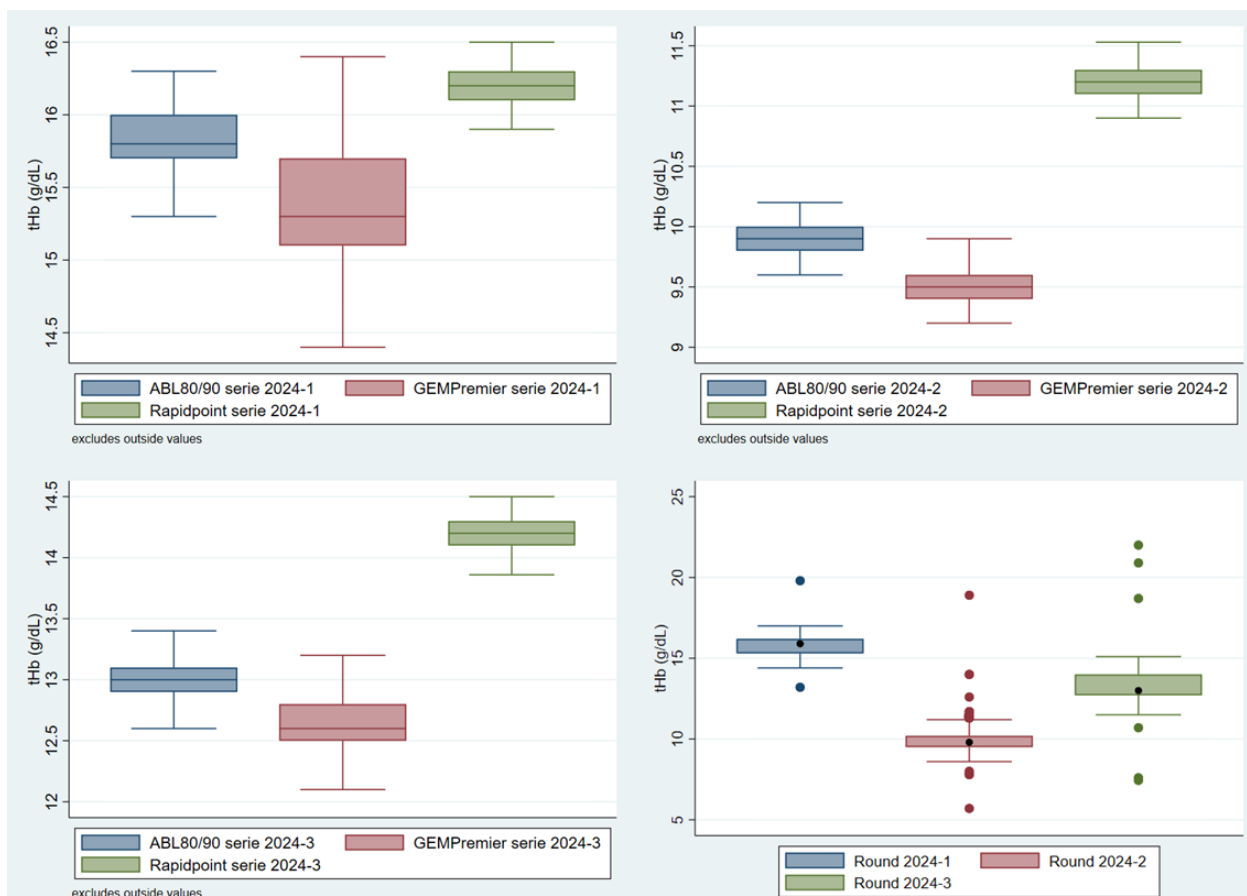 tHb (g/dL)
16.5
16
15.5
15
14.5
ABL80/90 serie 2024-1
GEMPremier serie 2024-1
Rapidpoint serie 2024-1
excludes outside values
tHb (g/dL)
11.5
11
10.5
10
9.5
9
ABL80/90 serie 2024-2
GEMPremier serie 2024-2
Rapidpoint serie 2024-2
excludes outside values
tHb (g/dL)
14.5
14
13.5
13
12.5
12
ABL80/90 serie 2024-3
GEMPremier serie 2024-3
Rapidpoint serie 2024-3
excludes outside values
tHb (g/dL)
25
20
15
10
5
Round 2024-1
Round 2024-2
Round 2024-3